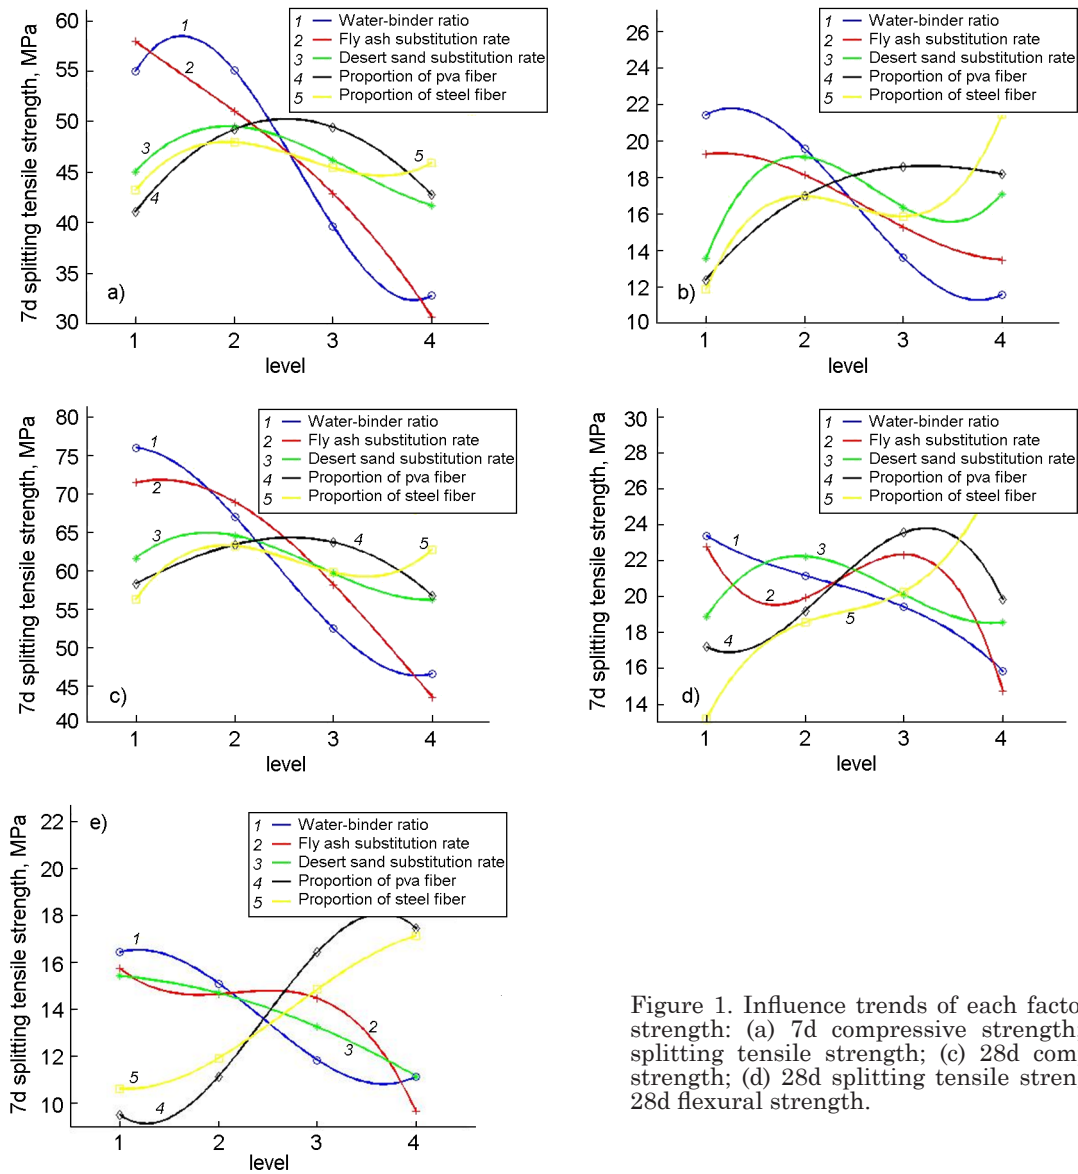 7d splitting tensile strength, MPa
60
55
50
45
40
35
30
1 Water-binder ratio
2 Fly ash substitution rate
3 Desert sand substitution rate
4 Proportion of pva fiber
5 Proportion of steel fiber
1
2
3
4
5
a)
1 2 3 4
level
7d splitting tensile strength, MPa
26
24
22
20
18
16
14
12
10
1 Water-binder ratio
2 Fly ash substitution rate
3 Desert sand substitution rate
4 Proportion of pva fiber
5 Proportion of steel fiber
b)
1 2 3 4
level
7d splitting tensile strength, MPa
80
75
70
65
60
55
50
45
40
1 Water-binder ratio
2 Fly ash substitution rate
3 Desert sand substitution rate
4 Proportion of pva fiber
5 Proportion of steel fiber
1
2
3
4
5
c)
1 2 3 4
level
7d splitting tensile strength, MPa
30
28
26
24
22
20
18
16
14
1 Water-binder ratio
2 Fly ash substitution rate
3 Desert sand substitution rate
4 Proportion of pva fiber
5 Proportion of steel fiber
1
3
2
5
4
d)
1 2 3 4
level
7d splitting tensile strength, MPa
22
20
18
16
14
12
10
e)
1 Water-binder ratio
2 Fly ash substitution rate
3 Desert sand substitution rate
4 Proportion of pva fiber
5 Proportion of steel fiber
1
2
3
5
4
1 2 3 4
level
Figure 1. Influence trends of each facto
strength: (a) 7d compressive strength
splitting tensile strength; (c) 28d com
strength; (d) 28d splitting tensile stren
28d flexural strength.